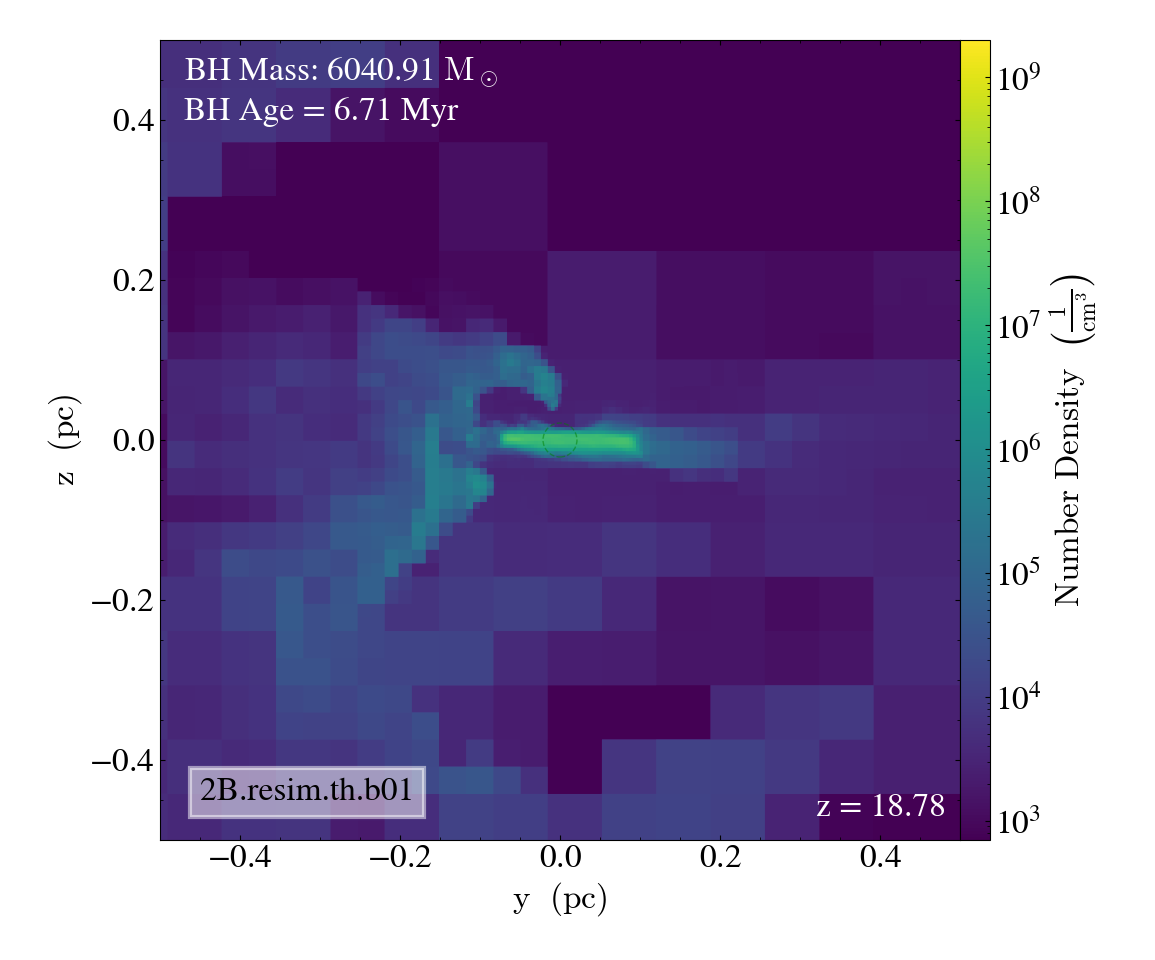 BH Mass: 6040.91 M⊙
BH Age = 6.71 Myr
2B.resim.th.b01
z = 18.78
0.4
0.2
0.0
−0.2
−0.4
z (pc)
−0.4
−0.2
0.0
0.2
0.4
y (pc)
10⁹
10⁸
10⁷
10⁶
10⁵
10⁴
10³
Number Density (1/cm³)